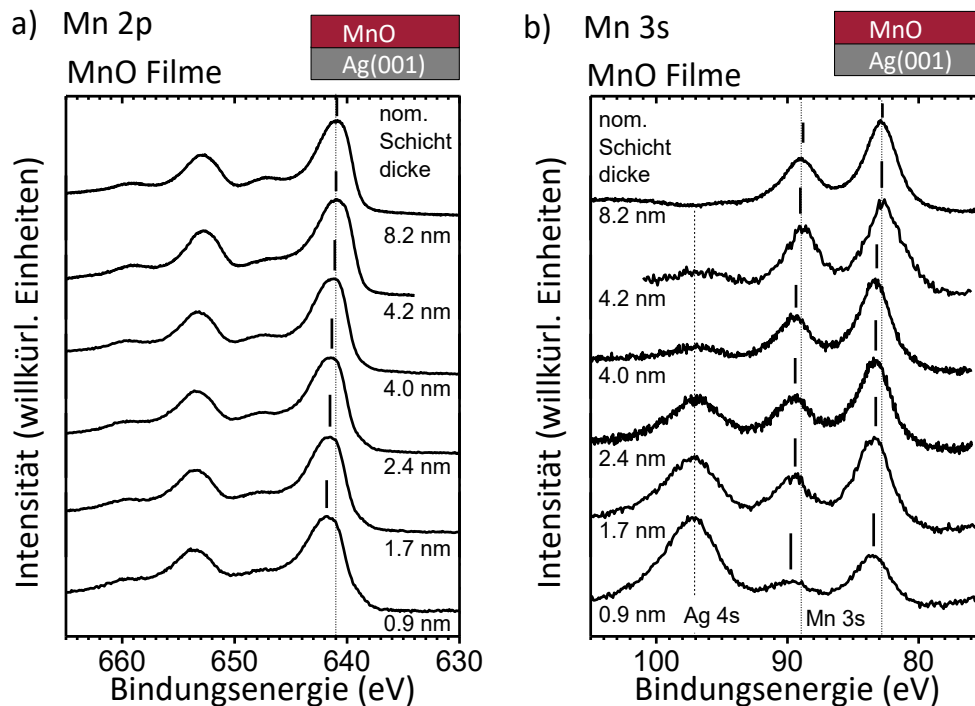 a) Mn 2p
MnO
Ag(001)
MnO Filme
nom.
Schicht
dicke
8.2 nm
4.2 nm
4.0 nm
2.4 nm
1.7 nm
0.9 nm
660
650
640
630
Bindungsenergie (eV)
Intensität (willkürl. Einheiten)
b) Mn 3s
MnO
Ag(001)
MnO Filme
nom.
Schicht
dicke
8.2 nm
4.2 nm
4.0 nm
2.4 nm
1.7 nm
0.9 nm
Ag 4s
Mn 3s
100
90
80
Bindungsenergie (eV)
Intensität (willkürl. Einheiten)